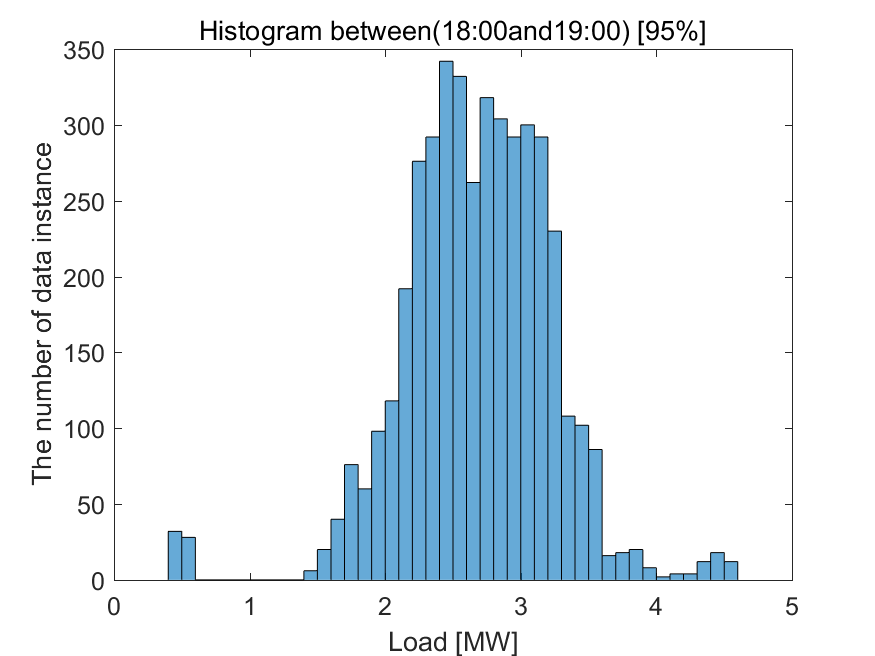 Histogram between(18:00and19:00) [95%]
350
300
250
200
150
100
50
0
The number of data instance
0 1 2 3 4 5
Load [MW]